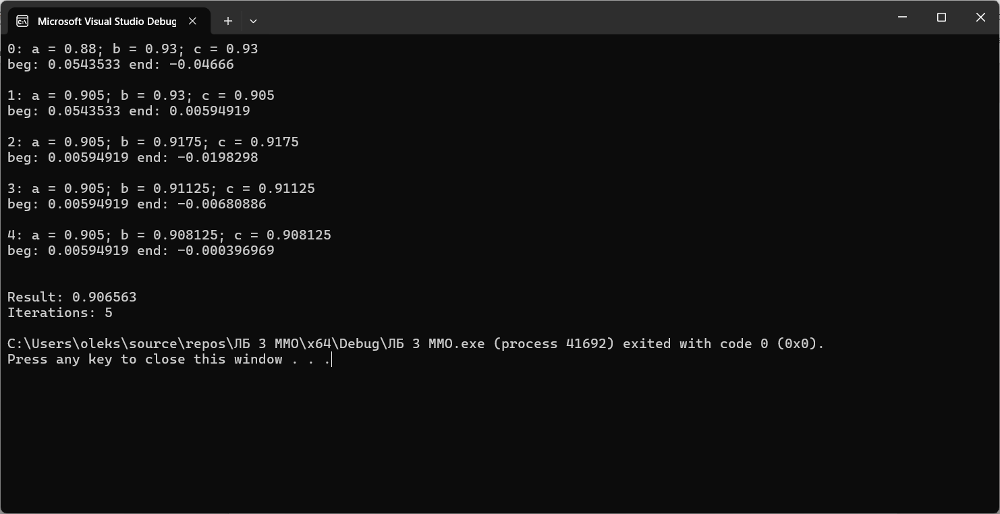 Microsoft Visual Studio Debug
0: a = 0.88; b = 0.93; c = 0.93
beg: 0.0543533 end: -0.04666
1: a = 0.905; b = 0.93; c = 0.905
beg: 0.0543533 end: 0.00594919
2: a = 0.905; b = 0.9175; c = 0.9175
beg: 0.00594919 end: -0.0198298
3: a = 0.905; b = 0.91125; c = 0.91125
beg: 0.00594919 end: -0.00680886
4: a = 0.905; b = 0.908125; c = 0.908125
beg: 0.00594919 end: -0.000396969
Result: 0.906563
Iterations: 5
C:\Users\oleks\source\repos\ЛБ 3 ММО\x64\Debug\ЛБ 3 ММО.exe (process 41692) exited with code 0 (0x0).
Press any key to close this window . . .